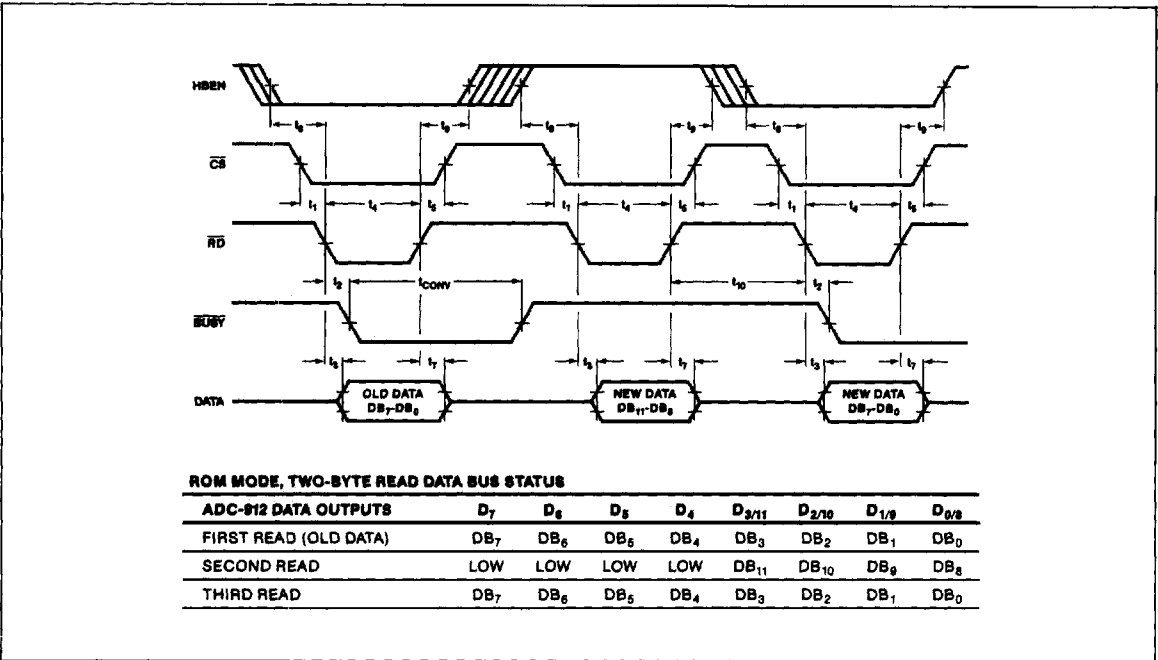 HBEN
t8 t9 t8 t9 t8 t9
CS
t1 t4 t5 t1 t4 t5 t1 t4 t5
RD
t2 tCONV t10 t2
BUSY
t3 t7 t3 t7 t3 t7
DATA
OLD DATA
DB7-DB0
NEW DATA
DB11-DB8
NEW DATA
DB7-DB0
ROM MODE, TWO-BYTE READ DATA BUS STATUS
ADC-912 DATA OUTPUTS D7 D6 D5 D4 D3/11 D2/10 D1/9 D0/8
FIRST READ (OLD DATA) DB7 DB6 DB5 DB4 DB3 DB2 DB1 DB0
SECOND READ LOW LOW LOW LOW DB11 DB10 DB9 DB8
THIRD READ DB7 DB6 DB5 DB4 DB3 DB2 DB1 DB0